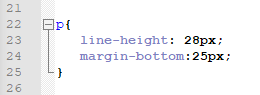 21
22 p{
23 line-height: 28px;
24 margin-bottom:25px;
25 }
26